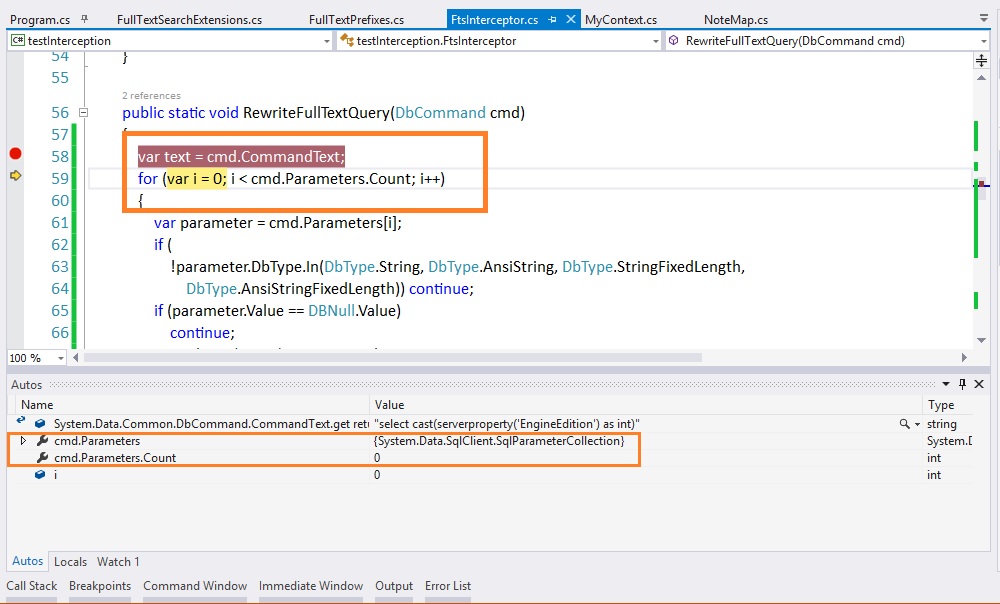 Program.cs FullTextSearchExtensions.cs FullTextPrefixes.cs FtsInterceptor.cs MyContext.cs NoteMap.cs
C# testInterception testInterception.FtsInterceptor RewriteFullTextQuery(DbCommand cmd)
54 }
55
2 references
56 public static void RewriteFullTextQuery(DbCommand cmd)
57 {
58 var text = cmd.CommandText;
59 for (var i = 0; i < cmd.Parameters.Count; i++)
60 {
61 var parameter = cmd.Parameters[i];
62 if (
63 !parameter.DbType.In(DbType.String, DbType.AnsiString, DbType.StringFixedLength,
64 DbType.AnsiStringFixedLength)) continue;
65 if (parameter.Value == DBNull.Value)
66 continue;
100 %
Autos
Name Value Type
System.Data.Common.DbCommand.CommandText.get retu "select cast(serverproperty('EngineEdition') as int)" string
cmd.Parameters {System.Data.SqlClient.SqlParameterCollection} System.D
cmd.Parameters.Count 0 int
i 0 int
Autos Locals Watch 1
Call Stack Breakpoints Command Window Immediate Window Output Error List